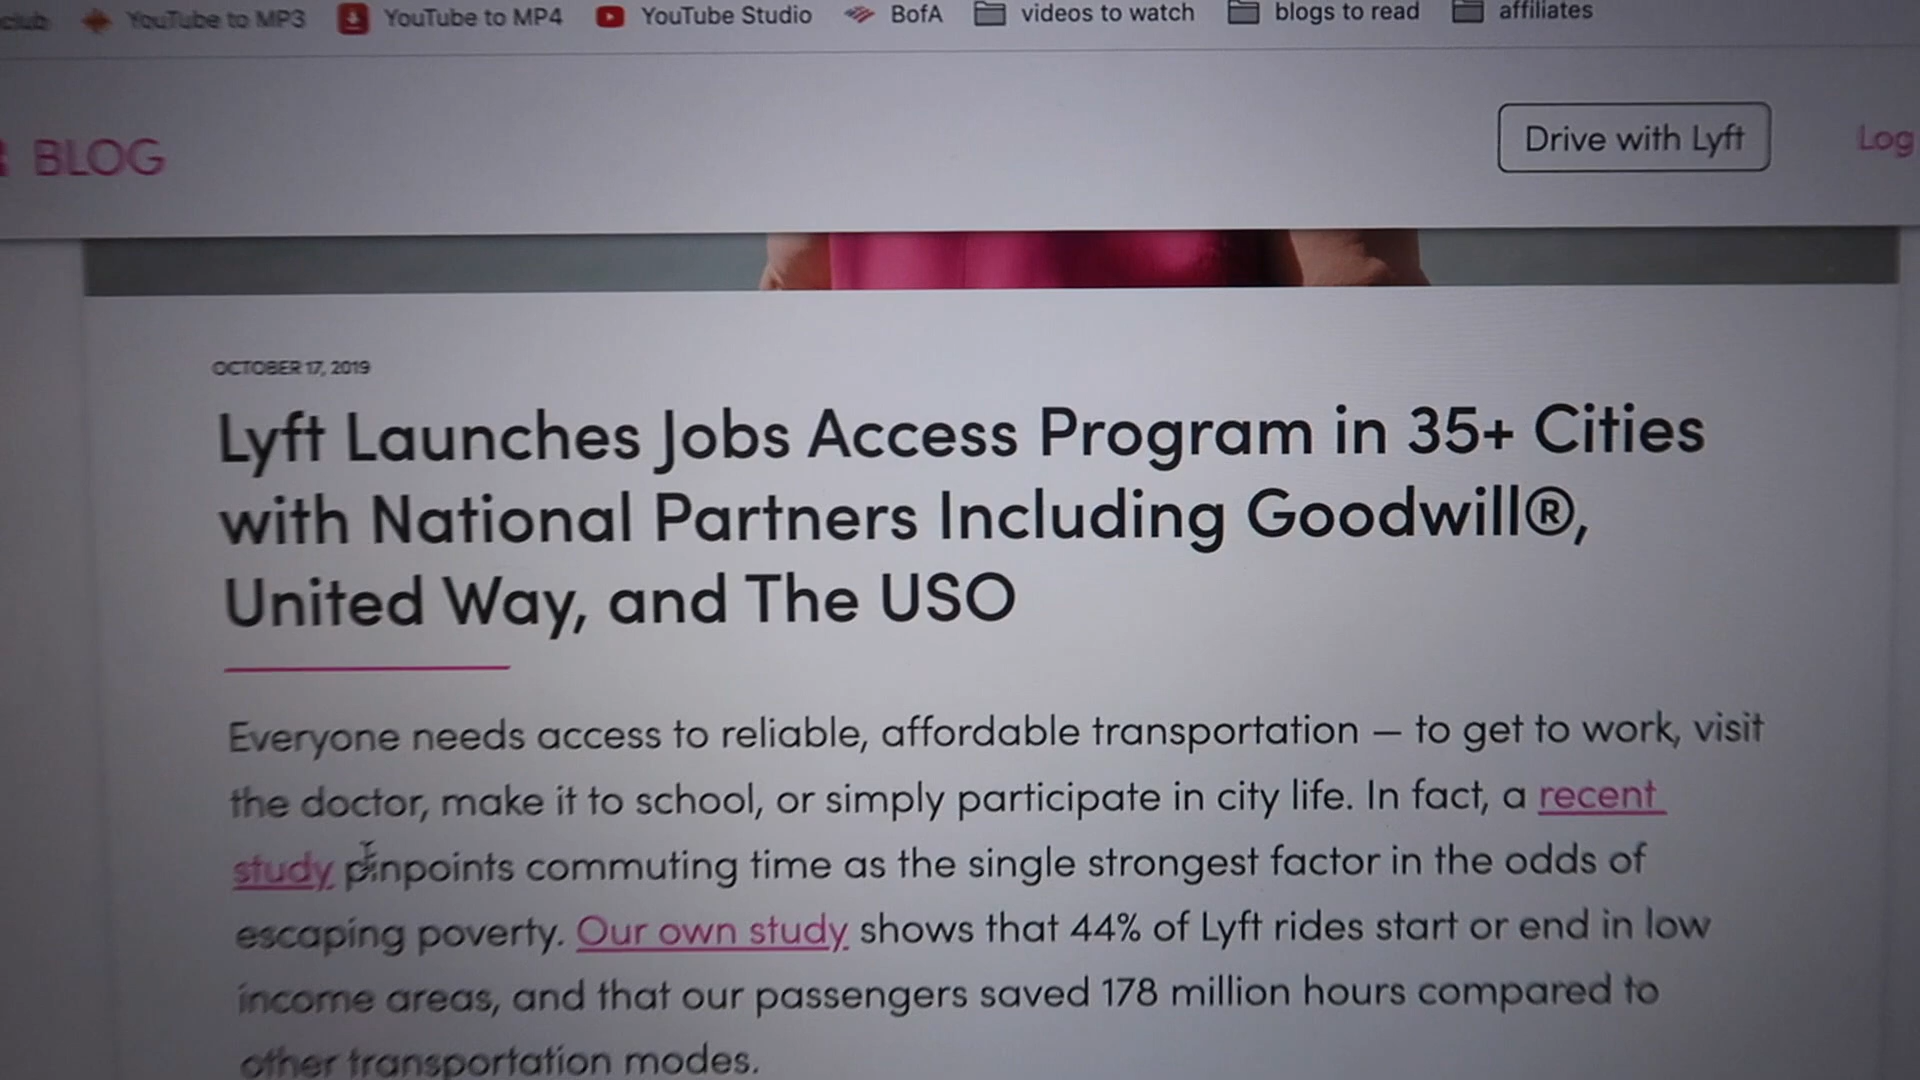 club YouTube to MP3 YouTube to MP4 YouTube Studio BofA videos to watch blogs to read affiliates
BLOG Drive with Lyft Log
OCTOBER 17, 2019
Lyft Launches Jobs Access Program in 35+ Cities
with National Partners Including Goodwill®,
United Way, and The USO
Everyone needs access to reliable, affordable transportation — to get to work, visit
the doctor, make it to school, or simply participate in city life. In fact, a recent
study pinpoints commuting time as the single strongest factor in the odds of
escaping poverty. Our own study shows that 44% of Lyft rides start or end in low
income areas, and that our passengers saved 178 million hours compared to
other transportation modes.